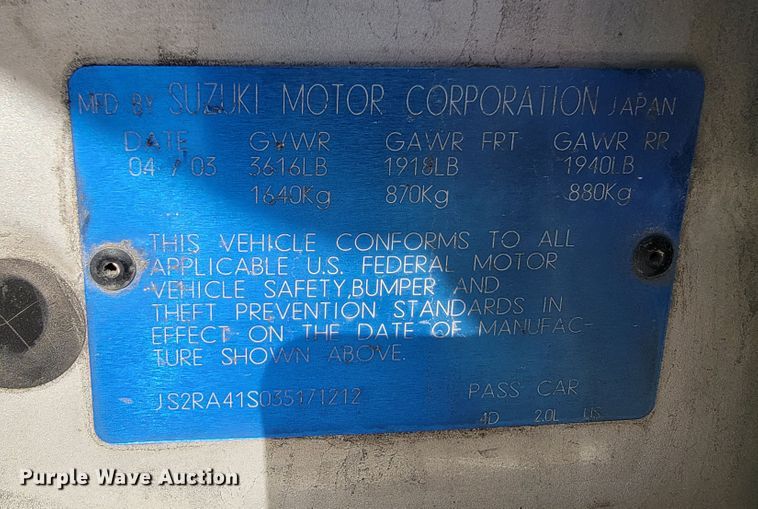 MFD BY SUZUKI MOTOR CORPORATION JAPAN
DATE GVWR GAWR FRT GAWR RR
04 / 03 3616LB 1918LB 1940LB
1640Kg 870Kg 880Kg
THIS VEHICLE CONFORMS TO ALL
APPLICABLE U.S. FEDERAL MOTOR
VEHICLE SAFETY,BUMPER AND
THEFT PREVENTION STANDARDS IN
EFFECT ON THE DATE OF MANUFAC-
TURE SHOWN ABOVE.
JS2RA41S035171212 PASS CAR
4D 2.0L US
Purple Wave Auction